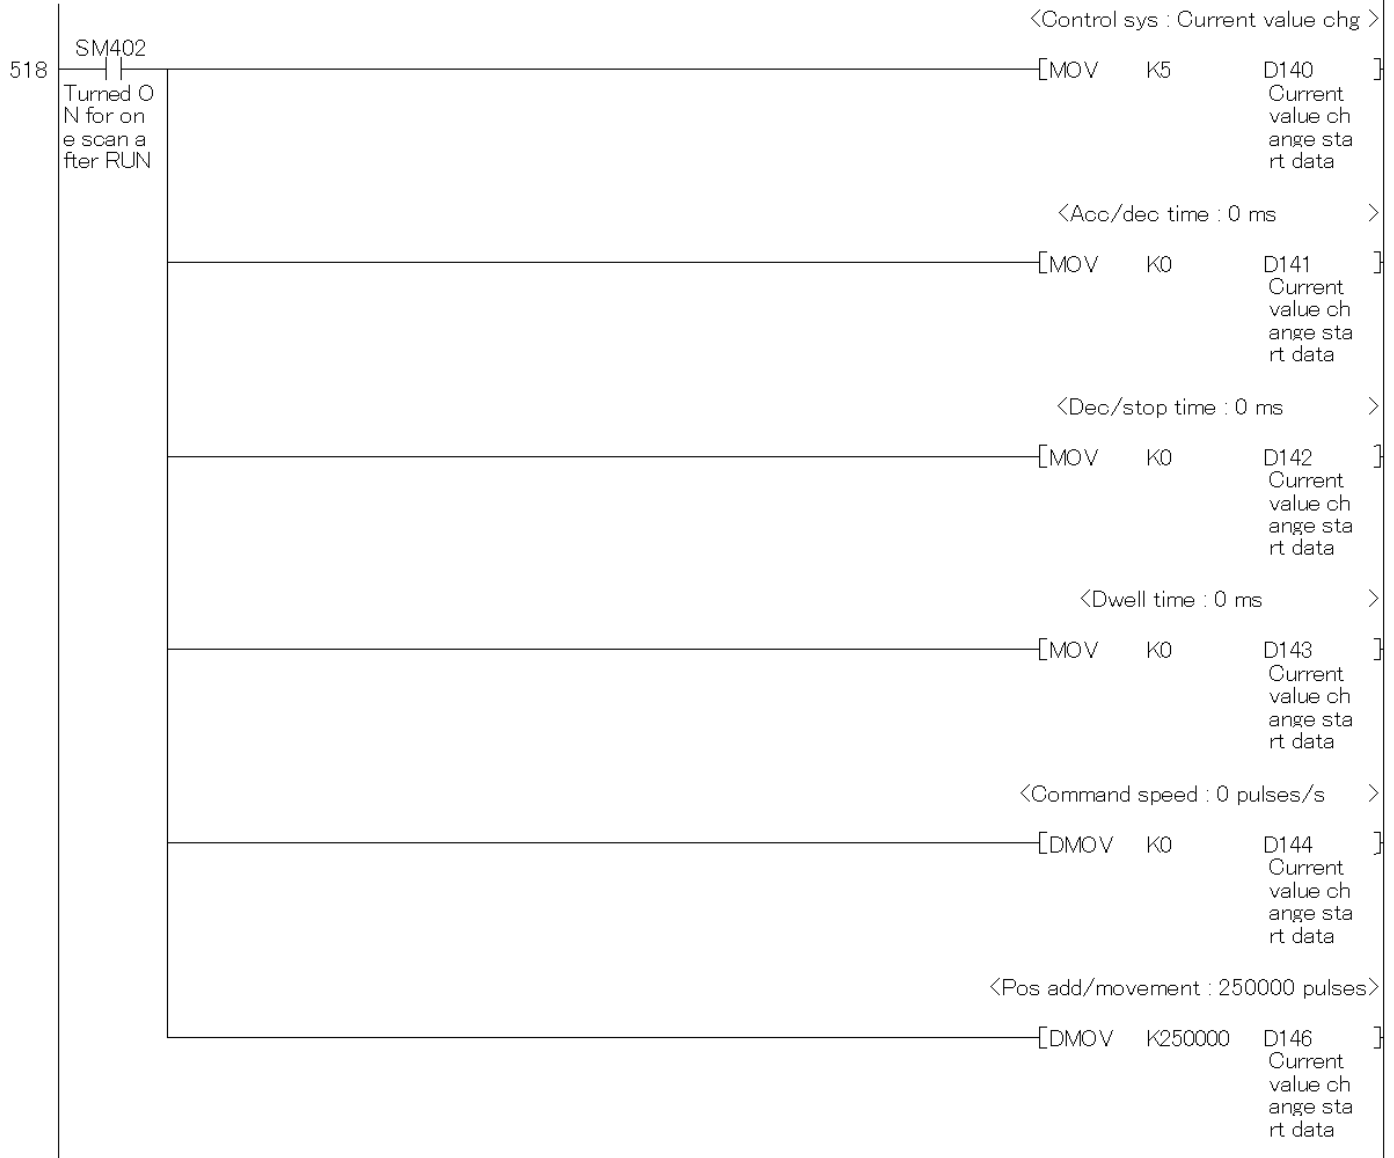 <Control sys : Current value chg >
SM402
518 [MOV K5 D140 ]
Turned O
N for on
e scan a
fter RUN
Current
value ch
ange sta
rt data
<Acc/dec time : 0 ms >
[MOV K0 D141 ]
Current
value ch
ange sta
rt data
<Dec/stop time : 0 ms >
[MOV K0 D142 ]
Current
value ch
ange sta
rt data
<Dwell time : 0 ms >
[MOV K0 D143 ]
Current
value ch
ange sta
rt data
<Command speed : 0 pulses/s >
[DMOV K0 D144 ]
Current
value ch
ange sta
rt data
<Pos add/movement : 250000 pulses>
[DMOV K250000 D146 ]
Current
value ch
ange sta
rt data